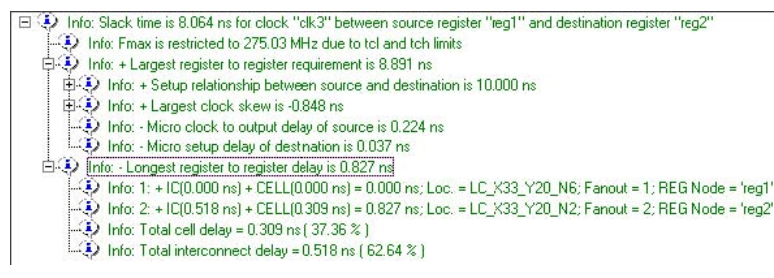 Info: Slack time is 8.064 ns for clock "clk3" between source register "reg1" and destination register "reg2"
Info: Fmax is restricted to 275.03 MHz due to tcl and tch limits
Info: + Largest register to register requirement is 8.891 ns
Info: + Setup relationship between source and destination is 10.000 ns
Info: + Largest clock skew is -0.848 ns
Info: - Micro clock to output delay of source is 0.224 ns
Info: - Micro setup delay of destination is 0.037 ns
Info: - Longest register to register delay is 0.827 ns
Info: 1: + IC(0.000 ns) + CELL(0.000 ns) = 0.000 ns; Loc. = LC_X33_Y20_N6; Fanout = 1; REG Node = 'reg1'
Info: 2: + IC(0.518 ns) + CELL(0.309 ns) = 0.827 ns; Loc. = LC_X33_Y20_N2; Fanout = 2; REG Node = 'reg2'
Info: Total cell delay = 0.309 ns ( 37.36 % )
Info: Total interconnect delay = 0.518 ns ( 62.64 % )